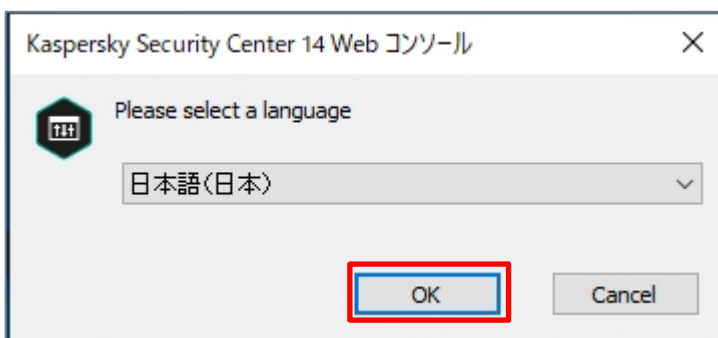 Kaspersky Security Center 14 Web コンソール
Please select a language
日本語(日本)
OK
Cancel